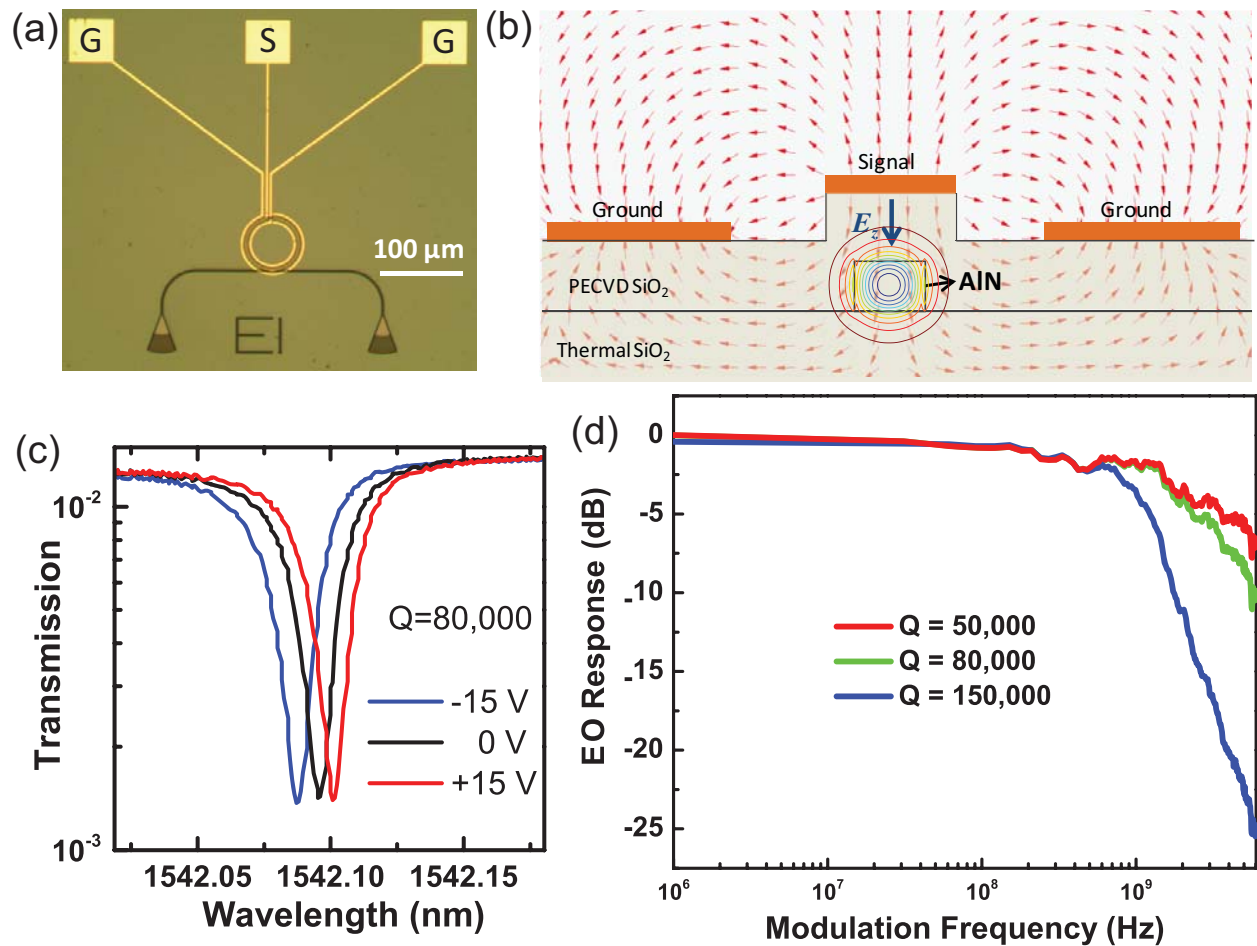 (a)
G S G
100 μm
EI
(b)
Signal
Ground Ground
E_z
AlN
PECVD SiO₂
Thermal SiO₂
(c)
Transmission
10⁻²
10⁻³
Q=80,000
-15 V
0 V
+15 V
1542.05 1542.10 1542.15
Wavelength (nm)
(d)
EO Response (dB)
0
-5
-10
-15
-20
-25
Q = 50,000
Q = 80,000
Q = 150,000
10⁶ 10⁷ 10⁸ 10⁹
Modulation Frequency (Hz)